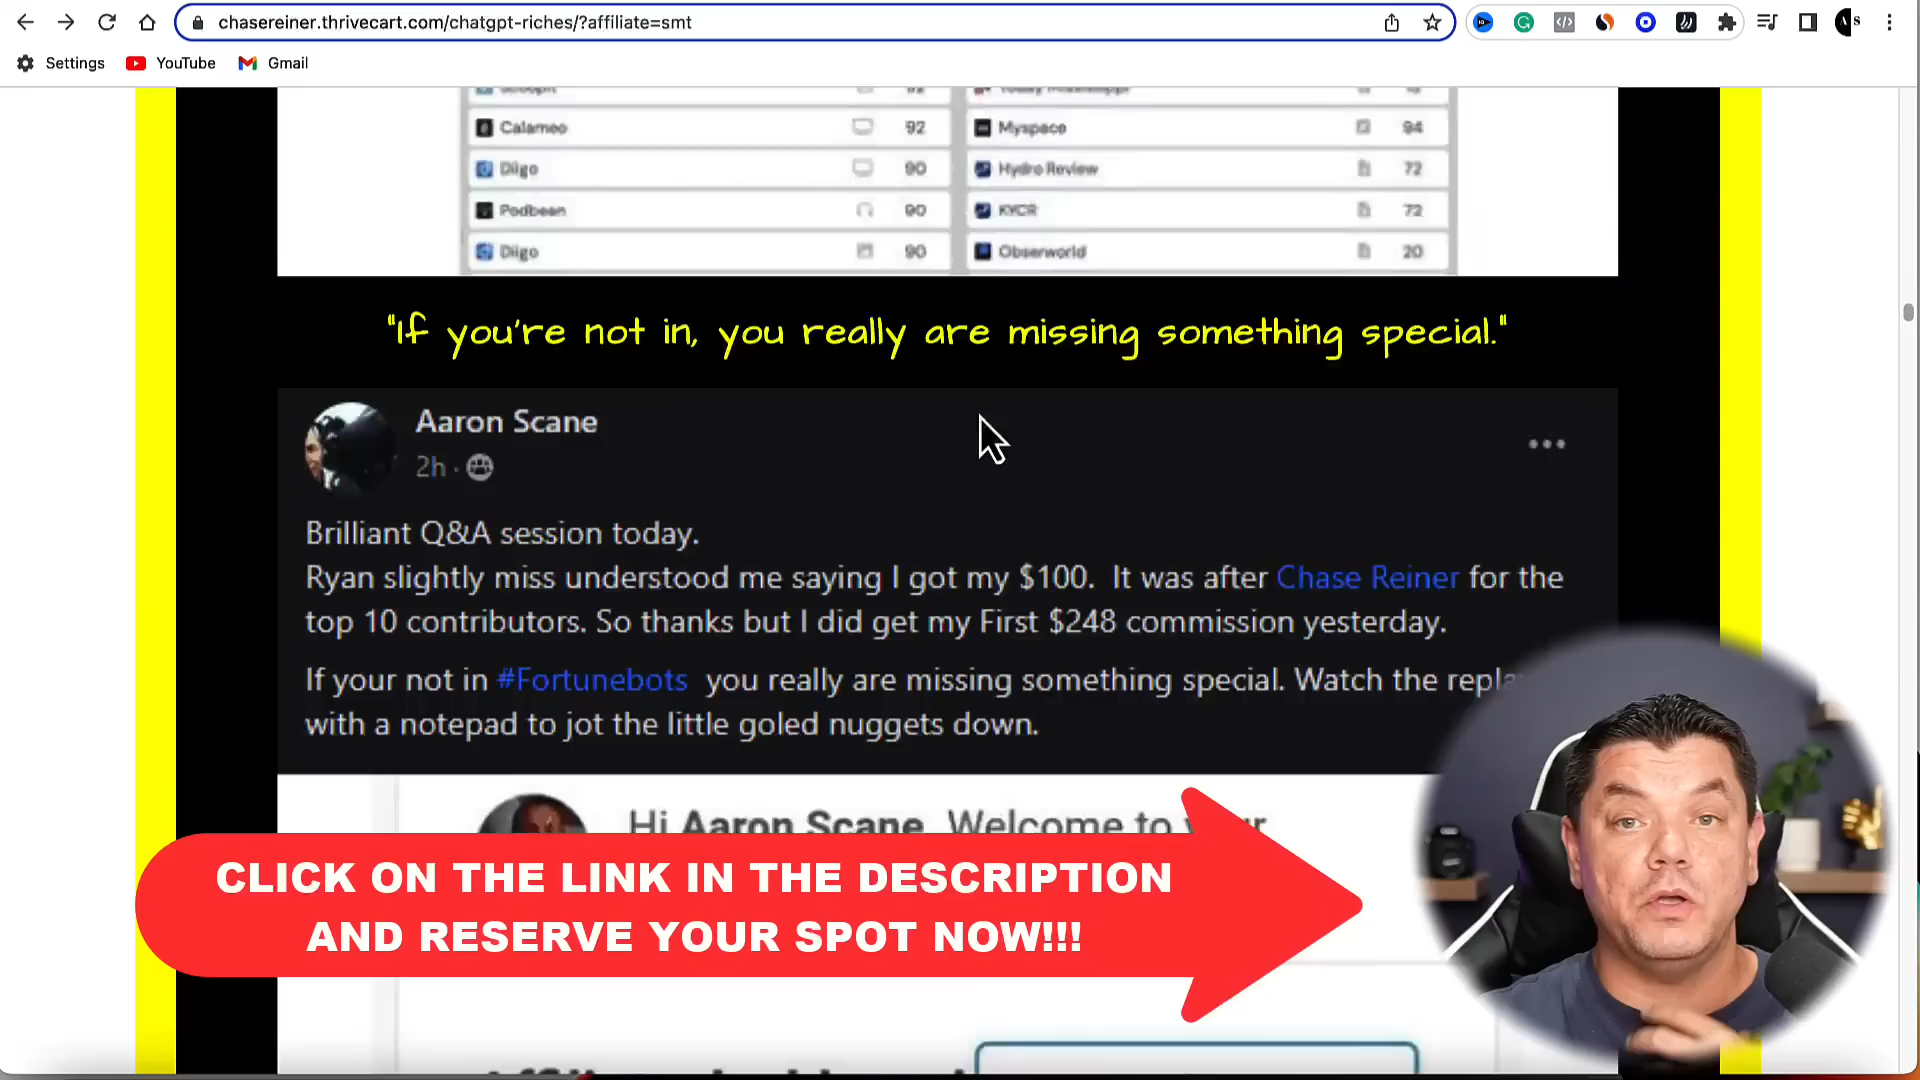 chasereiner.thrivecart.com/chatgpt-riches/?affiliate=smt
Settings YouTube Gmail
Calameo 92 Myspace 94
Diigo 90 Hydro Review 72
Podbean 90 KYCR 72
Diigo 90 Obserworld 20
"If you're not in, you really are missing something special."
Aaron Scane
2h ·
Brilliant Q&A session today.
Ryan slightly miss understood me saying I got my $100. It was after Chase Reiner for the
top 10 contributors. So thanks but I did get my First $248 commission yesterday.
If your not in #Fortunebots you really are missing something special. Watch the
with a notepad to jot the little goled nuggets down.
Hi Aaron Scane. Welcome to
CLICK ON THE LINK IN THE DESCRIPTION
AND RESERVE YOUR SPOT NOW!!!